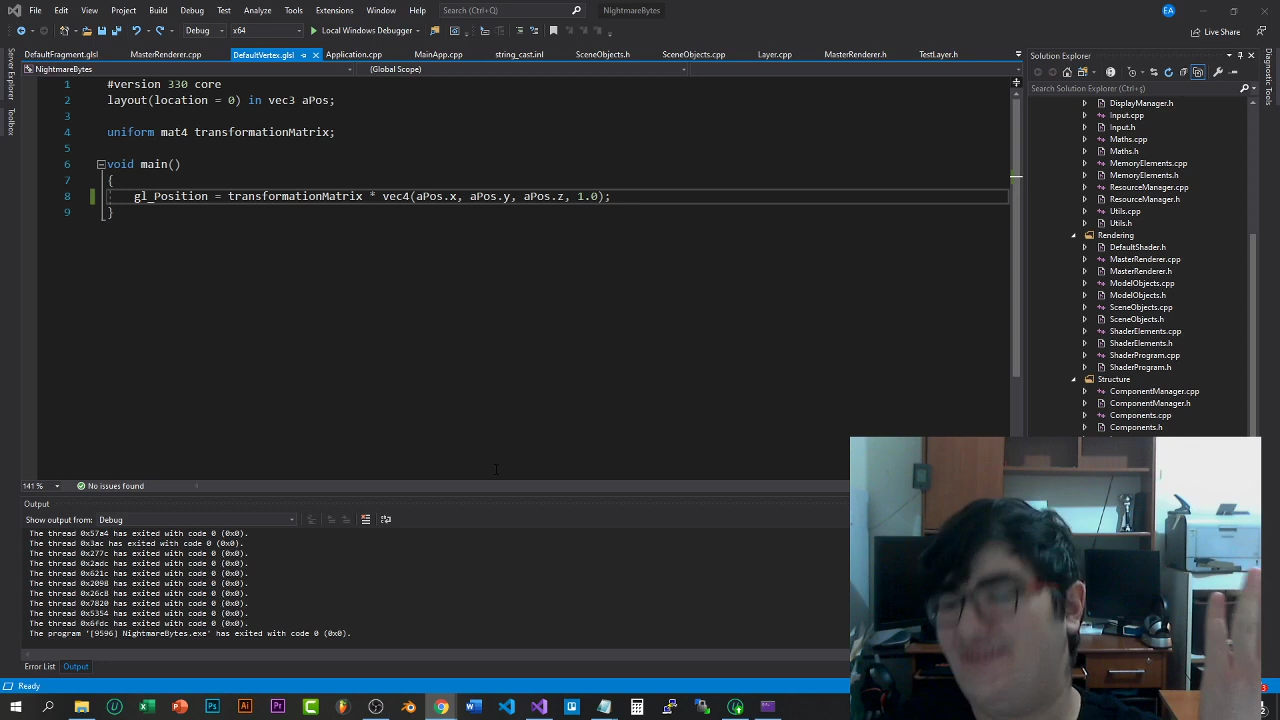 File Edit View Project Build Debug Test Analyze Tools Extensions Window Help Search (Ctrl+Q) NightmareBytes EA
Debug x64 Local Windows Debugger Live Share
DefaultFragment.glsl MasterRenderer.cpp DefaultVertex.glsl Application.cpp MainApp.cpp string_cast.inl SceneObjects.h SceneObjects.cpp Layer.cpp MasterRender.h TestLayer.h
NightmareBytes (Global Scope)
Server Explorer
Toolbox
1 #version 330 core
2 layout(location = 0) in vec3 aPos;
3
4 uniform mat4 transformationMatrix;
5
6 void main()
7 {
8 gl_Position = transformationMatrix * vec4(aPos.x, aPos.y, aPos.z, 1.0);
9 }
141 % No issues found
Output
Show output from: Debug
The thread 0x57a4 has exited with code 0 (0x0).
The thread 0x3ac has exited with code 0 (0x0).
The thread 0x277c has exited with code 0 (0x0).
The thread 0x2adc has exited with code 0 (0x0).
The thread 0x621c has exited with code 0 (0x0).
The thread 0x2098 has exited with code 0 (0x0).
The thread 0x26c8 has exited with code 0 (0x0).
The thread 0x7820 has exited with code 0 (0x0).
The thread 0x5354 has exited with code 0 (0x0).
The thread 0x6fdc has exited with code 0 (0x0).
The program '[9596] NightmareBytes.exe' has exited with code 0 (0x0).
Error List Output
Ready
Solution Explorer
Search Solution Explorer (Ctrl+ş)
DisplayManager.h
Input.cpp
Input.h
Maths.cpp
Maths.h
MemoryElements.cpp
ResourceManager.cpp
ResourceManager.h
Utils.cpp
Utils.h
Rendering
DefaultShader.h
MasterRenderer.cpp
MasterRenderer.h
ModelObjects.cpp
ModelObjects.h
SceneObjects.cpp
SceneObjects.h
ShaderElements.cpp
ShaderElements.h
ShaderProgram.cpp
ShaderProgram.h
Structure
ComponentManager.cpp
ComponentManager.h
Components.cpp
Components.h
Diagnostic Tools